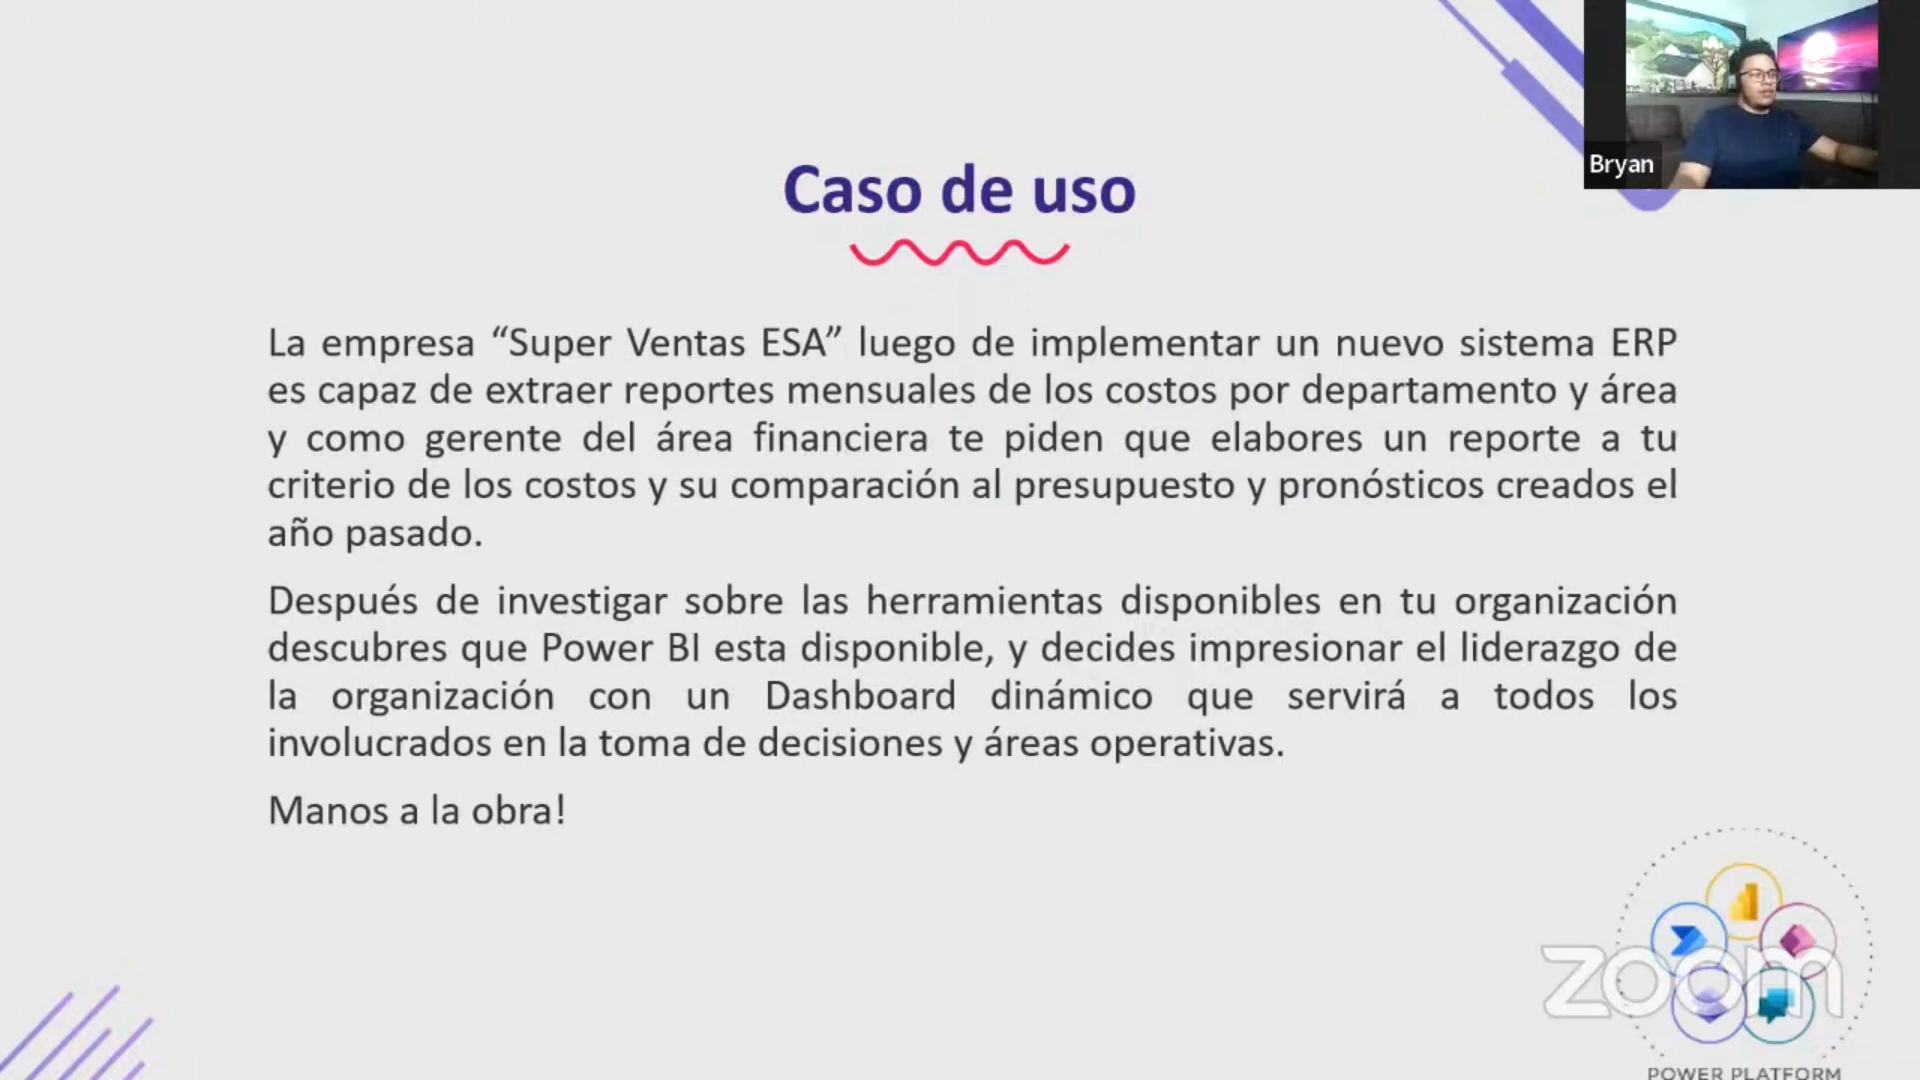 Bryan
Caso de uso
La empresa “Super Ventas ESA” luego de implementar un nuevo sistema ERP
es capaz de extraer reportes mensuales de los costos por departamento y área
y como gerente del área financiera te piden que elabores un reporte a tu
criterio de los costos y su comparación al presupuesto y pronósticos creados el
año pasado.
Después de investigar sobre las herramientas disponibles en tu organización
descubres que Power BI esta disponible, y decides impresionar el liderazgo de
la organización con un Dashboard dinámico que servirá a todos los
involucrados en la toma de decisiones y áreas operativas.
Manos a la obra!
zoom
POWER PLATFORM